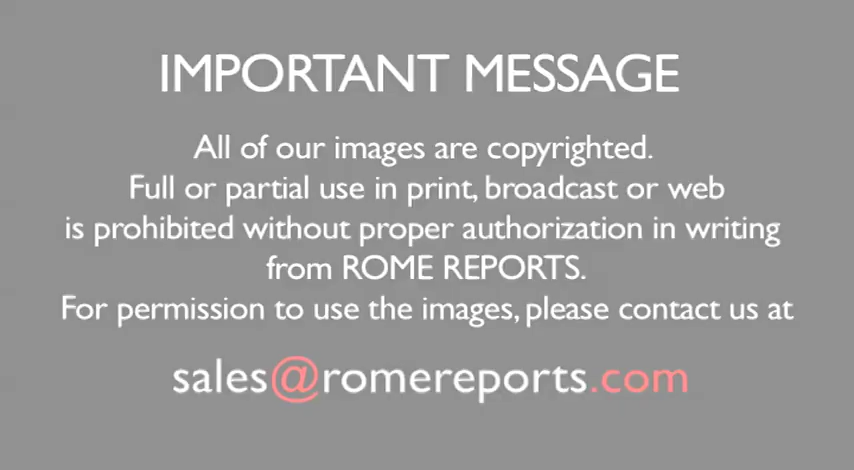 IMPORTANT MESSAGE
All of our images are copyrighted.
Full or partial use in print, broadcast or web
is prohibited without proper authorization in writing
from ROME REPORTS.
For permission to use the images, please contact us at
sales@romereports.com